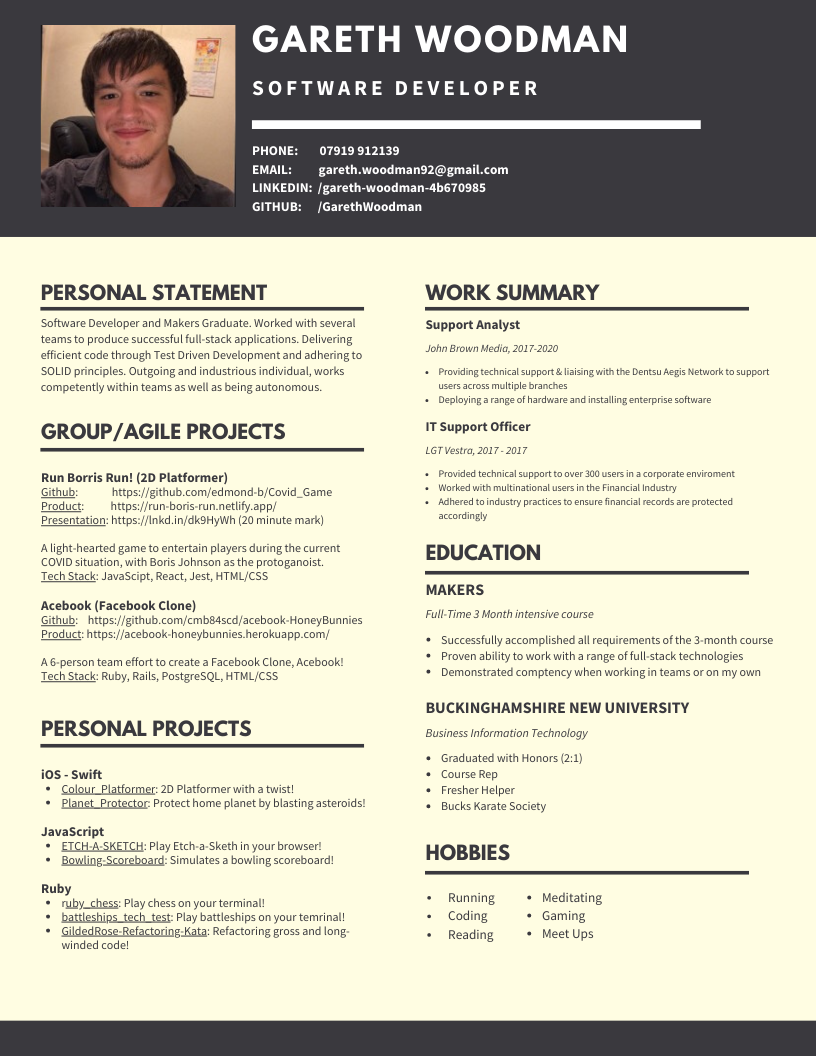 GARETH WOODMAN
SOFTWARE DEVELOPER
PHONE: 07919 912139
EMAIL: gareth.woodman92@gmail.com
LINKEDIN: /gareth-woodman-4b670985
GITHUB: /GarethWoodman
PERSONAL STATEMENT
Software Developer and Makers Graduate. Worked with several
teams to produce successful full-stack applications. Delivering
efficient code through Test Driven Development and adhering to
SOLID principles. Outgoing and industrious individual, works
competently within teams as well as being autonomous.
GROUP/AGILE PROJECTS
Run Borris Run! (2D Platformer)
Github: https://github.com/edmond-b/Covid_Game
Product: https://run-boris-run.netlify.app/
Presentation: https://lnkd.in/dk9HyWh (20 minute mark)
A light-hearted game to entertain players during the current
COVID situation, with Boris Johnson as the protoganoist.
Tech Stack: JavaScipt, React, Jest, HTML/CSS
Acebook (Facebook Clone)
Github: https://github.com/cmb84scd/acebook-HoneyBunnies
Product: https://acebook-honeybunnies.herokuapp.com/
A 6-person team effort to create a Facebook Clone, Acebook!
Tech Stack: Ruby, Rails, PostgreSQL, HTML/CSS
PERSONAL PROJECTS
iOS - Swift
• Colour_Platformer: 2D Platformer with a twist!
• Planet_Protector: Protect home planet by blasting asteroids!
JavaScript
• ETCH-A-SKETCH: Play Etch-a-Sketh in your browser!
• Bowling-Scoreboard: Simulates a bowling scoreboard!
Ruby
• ruby_chess: Play chess on your terminal!
• battleships_tech_test: Play battleships on your temrinal!
• GildedRose-Refactoring-Kata: Refactoring gross and long-
winded code!
WORK SUMMARY
Support Analyst
John Brown Media, 2017-2020
• Providing technical support & liaising with the Dentsu Aegis Network to support
users across multiple branches
• Deploying a range of hardware and installing enterprise software
IT Support Officer
LGT Vestra, 2017 - 2017
• Provided technical support to over 300 users in a corporate enviroment
• Worked with multinational users in the Financial Industry
• Adhered to industry practices to ensure financial records are protected
accordingly
EDUCATION
MAKERS
Full-Time 3 Month intensive course
• Successfully accomplished all requirements of the 3-month course
• Proven ability to work with a range of full-stack technologies
• Demonstrated comptency when working in teams or on my own
BUCKINGHAMSHIRE NEW UNIVERSITY
Business Information Technology
• Graduated with Honors (2:1)
• Course Rep
• Fresher Helper
• Bucks Karate Society
HOBBIES
• Running • Meditating
• Coding • Gaming
• Reading • Meet Ups